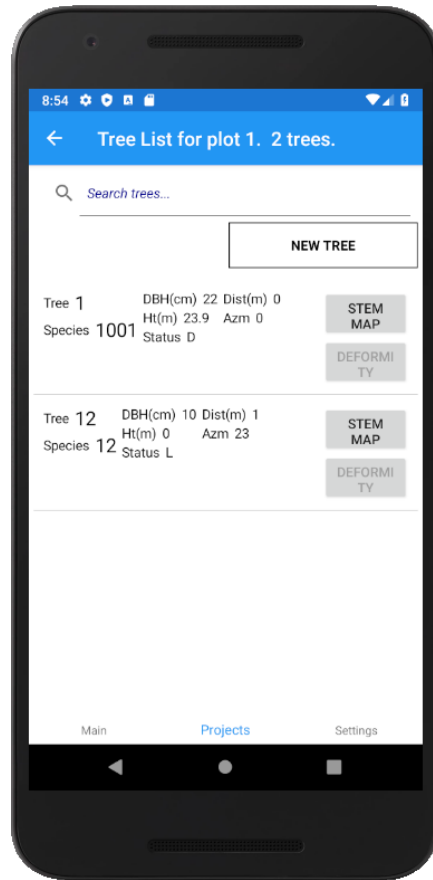 8:54
Tree List for plot 1. 2 trees.
Search trees...
NEW TREE
Tree 1
Species 1001
DBH(cm) 22 Dist(m) 0
Ht(m) 23.9 Azm 0
Status D
STEM
MAP
DEFORMI
TY
Tree 12
Species 12
DBH(cm) 10 Dist(m) 1
Ht(m) 0 Azm 23
Status L
STEM
MAP
DEFORMI
TY
Main Projects Settings